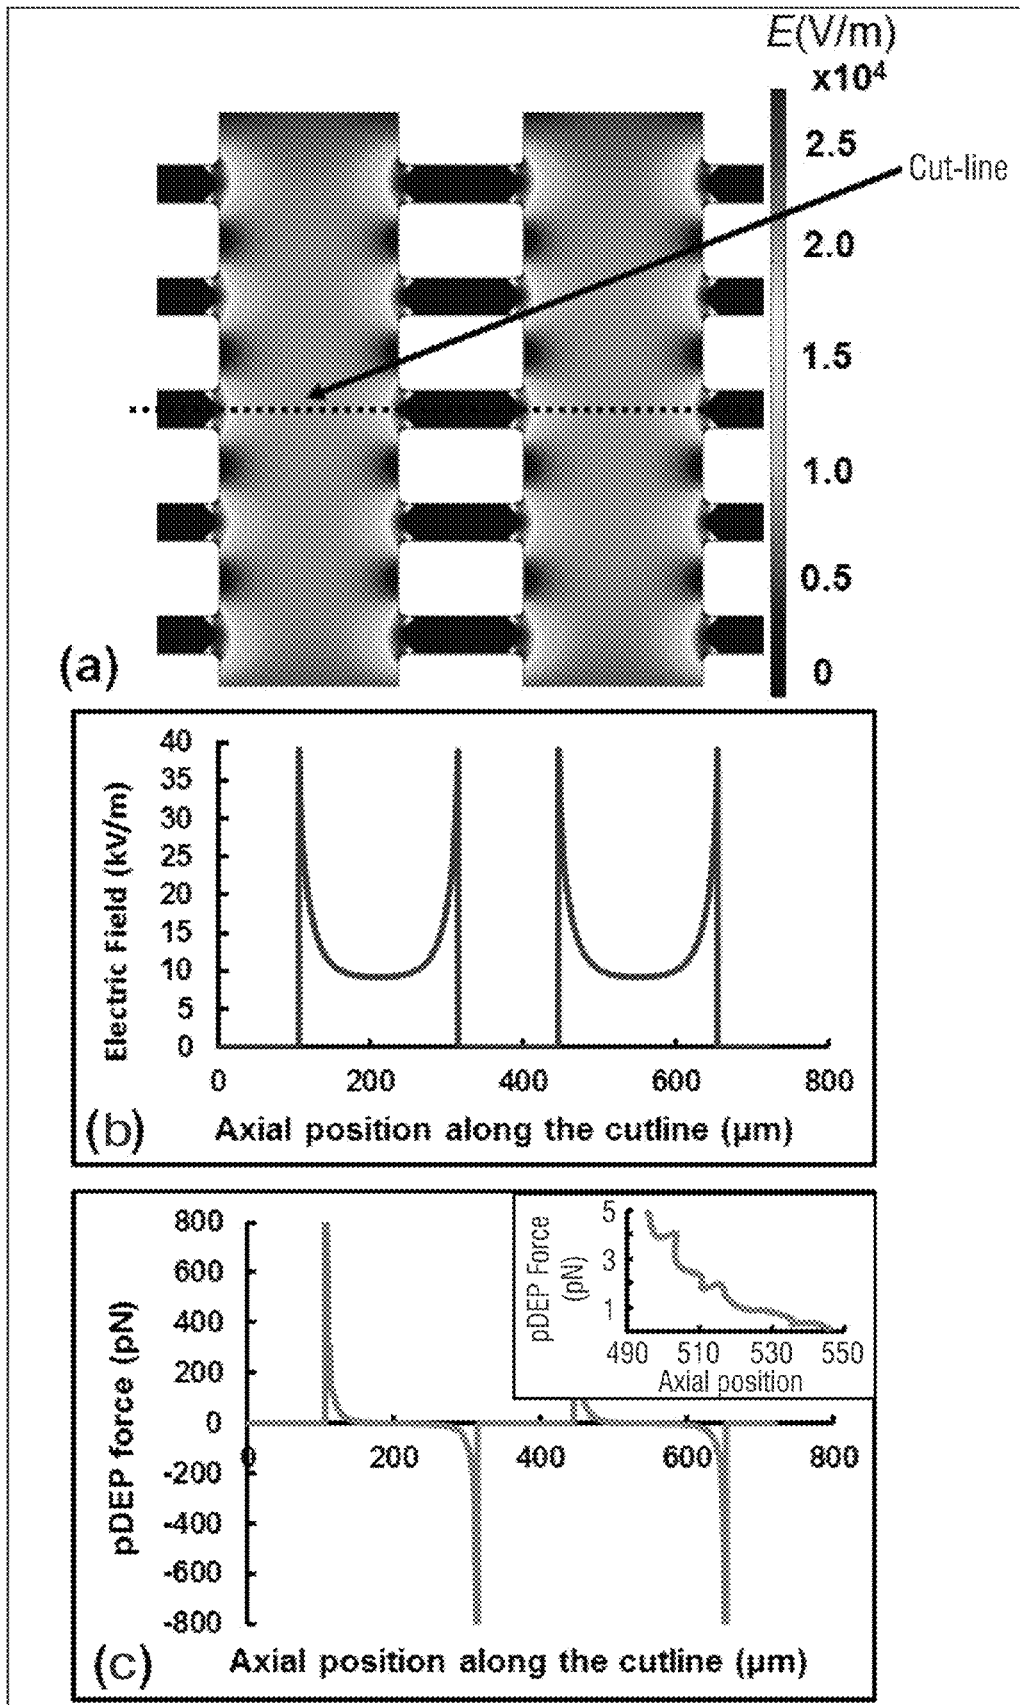 E(V/m)
x10⁴
2.5
Cut-line
2.0
1.5
1.0
0.5
0
(a)
40
35
30
25
20
15
10
5
0
Electric Field (kV/m)
0 200 400 600 800
Axial position along the cutline (µm)
(b)
800
600
400
200
0
-200
-400
-600
-800
pDEP force (pN)
0 200 400 600 800
Axial position along the cutline (µm)
(c)
5
3
1
pDEP Force
(pN)
490 510 530 550
Axial position